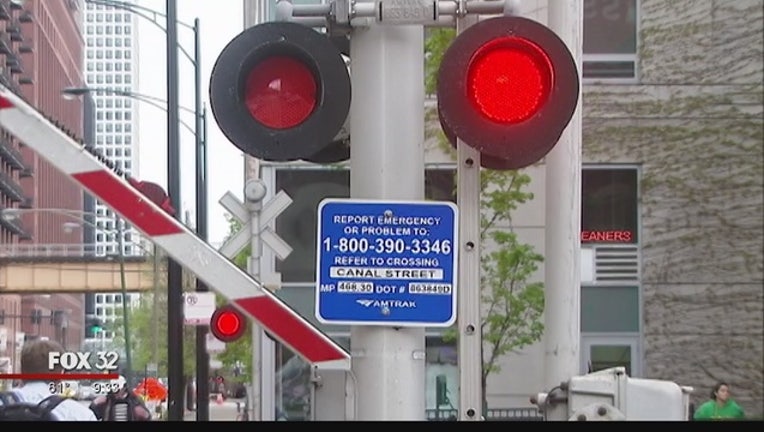 REPORT EMERGENCY
OR PROBLEM TO:
1-800-390-3346
REFER TO CROSSING
CANAL STREET
MP 468.30 DOT # 863849D
AMTRAK
EANERS
FOX 32
61° 9:33